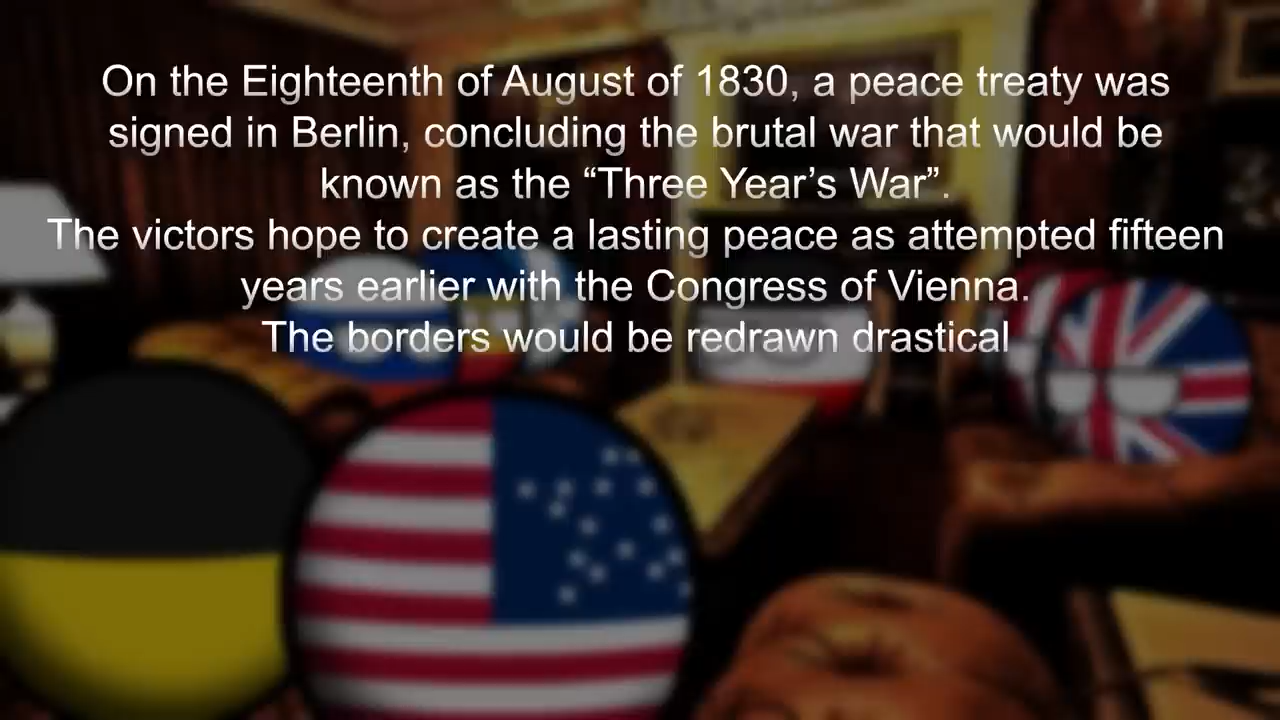 On the Eighteenth of August of 1830, a peace treaty was
signed in Berlin, concluding the brutal war that would be
known as the “Three Year’s War”.
The victors hope to create a lasting peace as attempted fifteen
years earlier with the Congress of Vienna.
The borders would be redrawn drastical